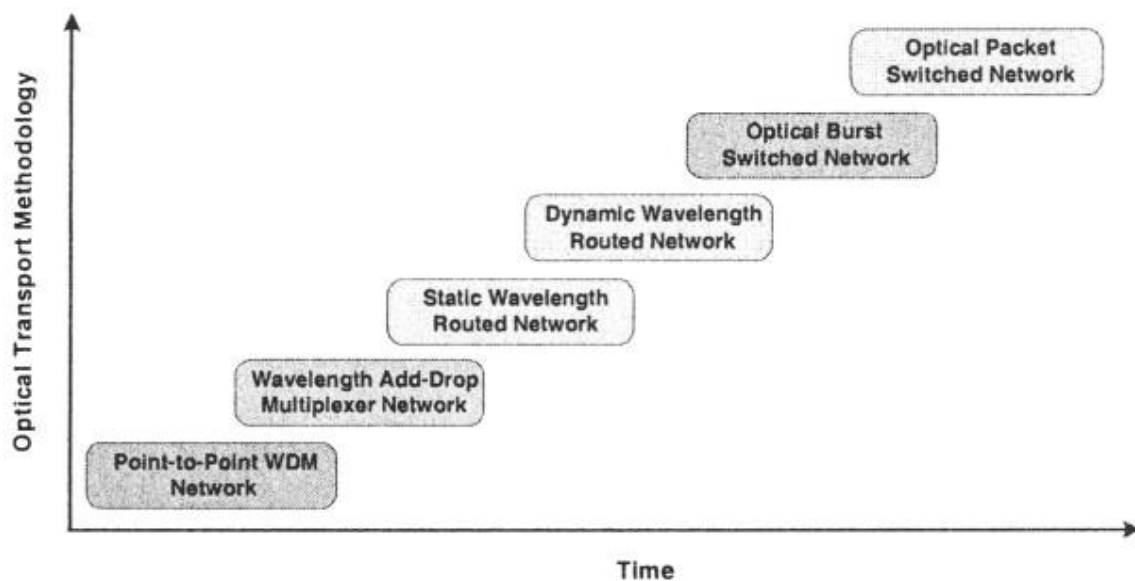 Optical Transport Methodology
Optical Packet
Switched Network
Optical Burst
Switched Network
Dynamic Wavelength
Routed Network
Static Wavelength
Routed Network
Wavelength Add-Drop
Multiplexer Network
Point-to-Point WDM
Network
Time